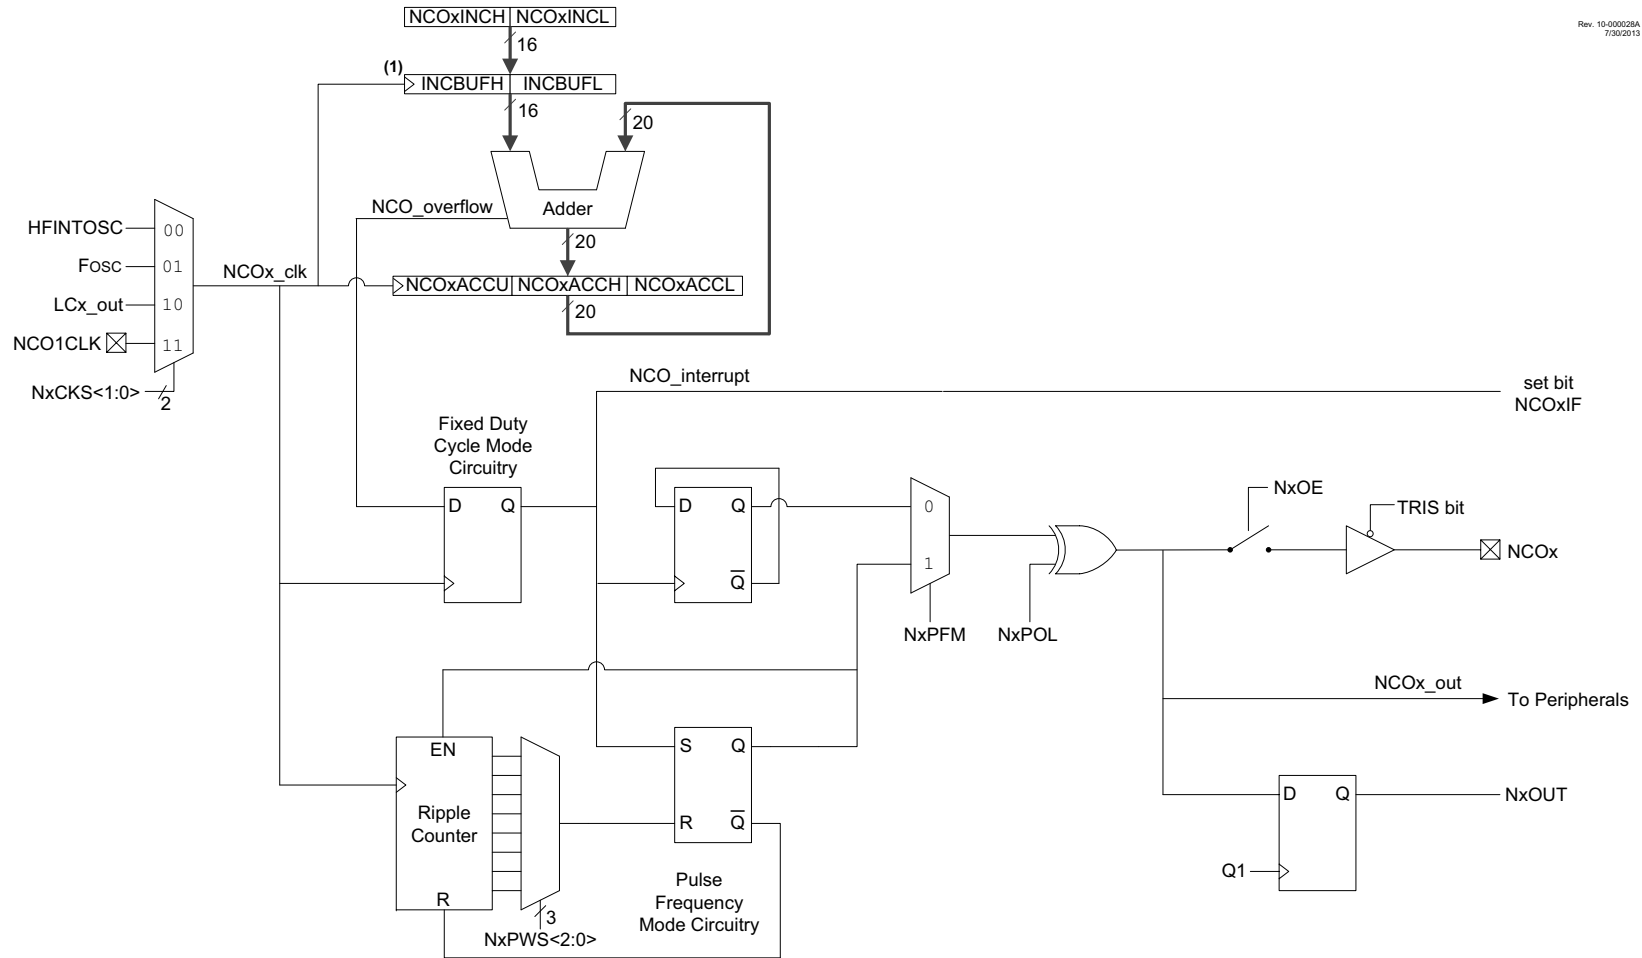 Rev. 10-000028A
7/30/2013
NCOxINCH NCOxINCL
16
(1)
INCBUFH INCBUFL
16
20
NCO_overflow
Adder
20
HFINTOSC
00
FOSC
01
NCOx_clk
NCOxACCU NCOxACCH NCOxACCL
LCx_out
10
20
NCO1CLK
11
NxCKS<1:0>
2
NCO_interrupt
set bit
NCOxIF
Fixed Duty
Cycle Mode
Circuitry
D Q
D Q
Q
0
1
NxPFM
NxPOL
NxOE
TRIS bit
NCOx
NCOx_out
To Peripherals
EN
Ripple
Counter
R
3
NxPWS<2:0>
S Q
R Q
Pulse
Frequency
Mode Circuitry
D Q
NxOUT
Q1